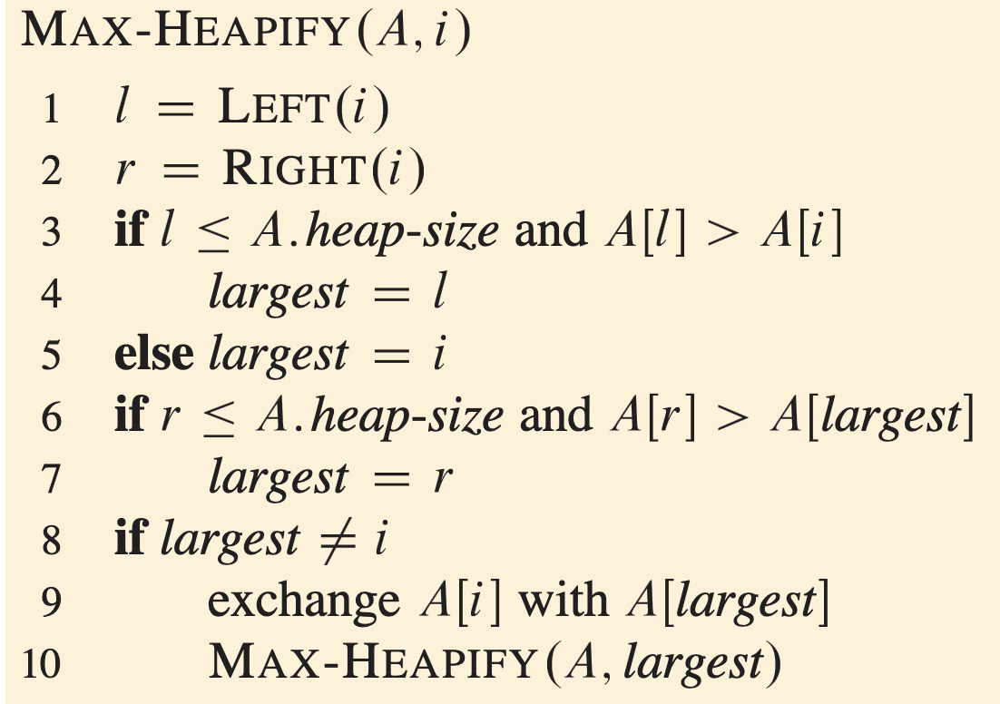 MAX-HEAPIFY(A, i)
1 l = LEFT(i)
2 r = RIGHT(i)
3 if l ≤ A.heap-size and A[l] > A[i]
4 largest = l
5 else largest = i
6 if r ≤ A.heap-size and A[r] > A[largest]
7 largest = r
8 if largest ≠ i
9 exchange A[i] with A[largest]
10 MAX-HEAPIFY(A, largest)